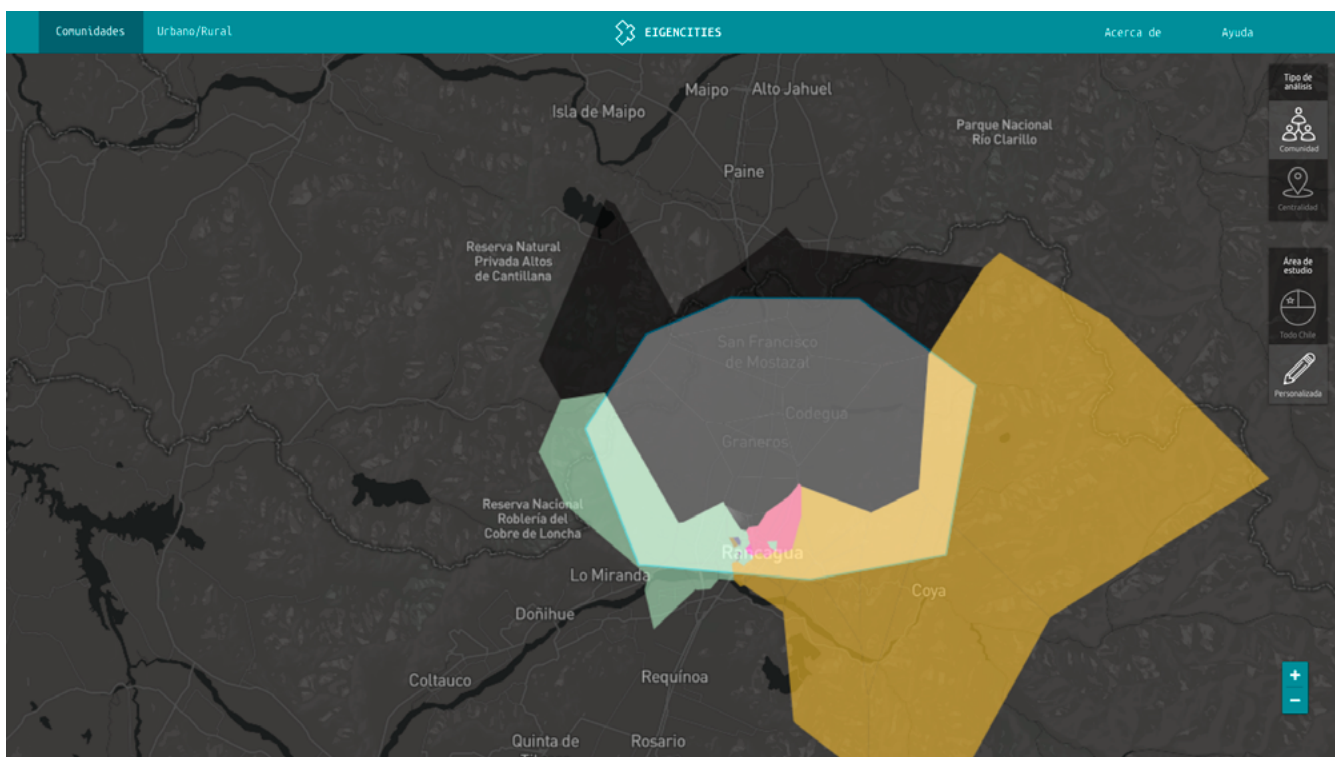 Comunidades
Urbano/Rural
EIGENCITIES
Acerca de
Ayuda
Maipo
Alto Jahuel
Isla de Maipo
Parque Nacional
Río Clarillo
Paine
Reserva Natural
Privada Altos
de Cantillana
San Francisco
de Mostazal
Codegua
Graneros
Reserva Nacional
Roblería del
Cobre de Loncha
Rancagua
Lo Miranda
Coya
Doñihue
Coltauco
Requínoa
Quinta de
Rosario
Tipo de
análisis
Comunidad
Centralidad
Área de
estudio
Todo Chile
Personalizada
+
−